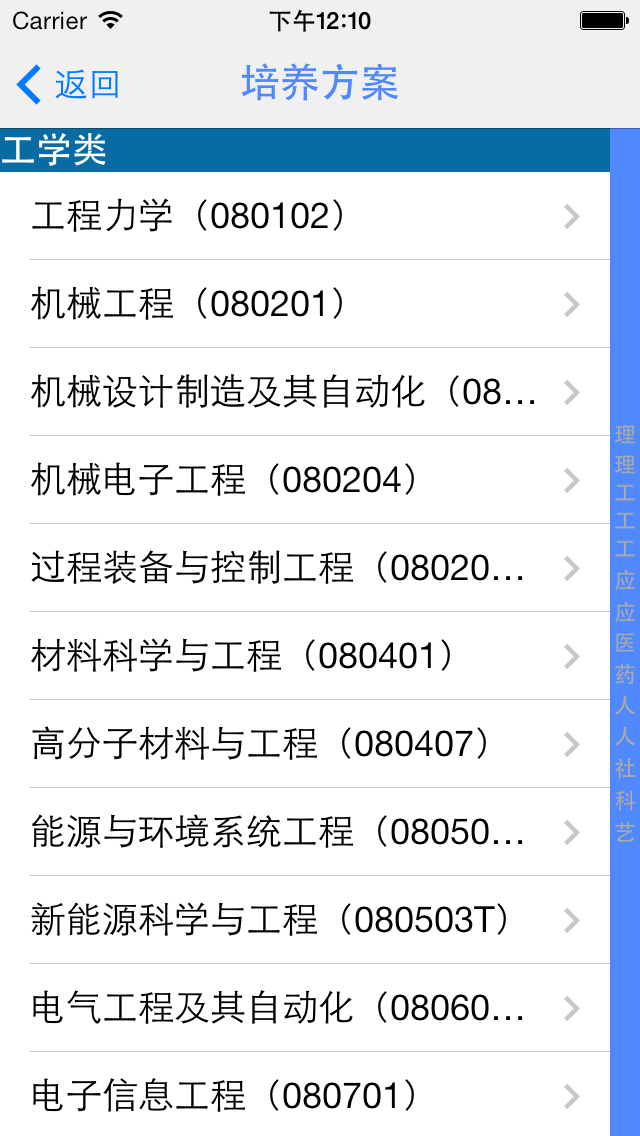 Carrier 下午12:10
返回 培养方案
工学类
工程力学（080102）
机械工程（080201）
机械设计制造及其自动化（08...
机械电子工程（080204）
过程装备与控制工程（08020...
材料科学与工程（080401）
高分子材料与工程（080407）
能源与环境系统工程（08050...
新能源科学与工程（080503T）
电气工程及其自动化（08060...
电子信息工程（080701）
理
理
工
工
工
应
应
医
药
人
人
社
科
艺